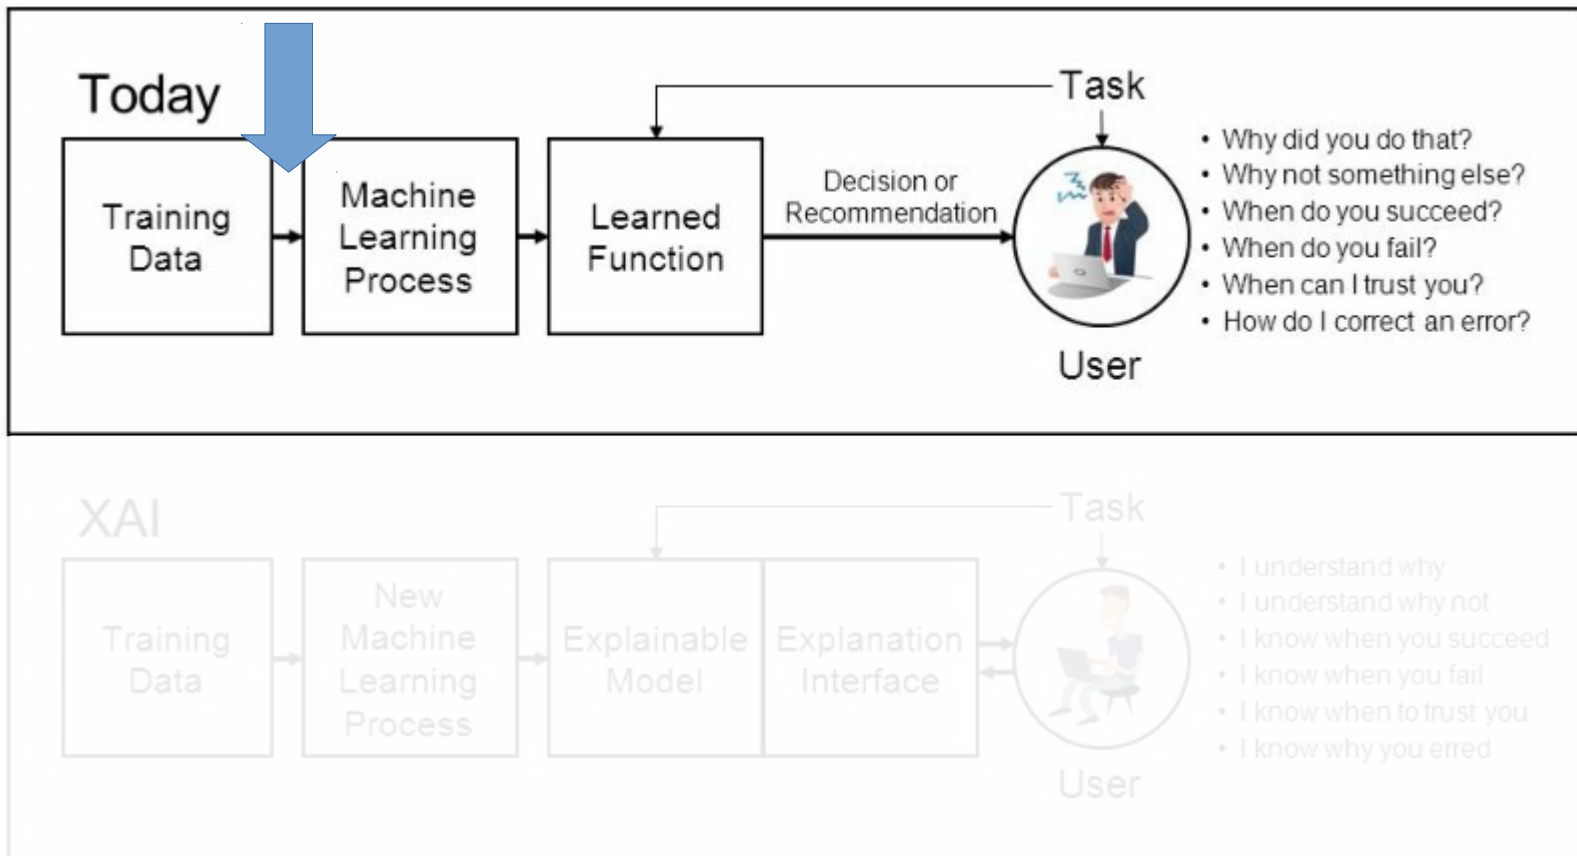 Today
Training
Data
Machine
Learning
Process
Learned
Function
Decision or
Recommendation
Task
User
• Why did you do that?
• Why not something else?
• When do you succeed?
• When do you fail?
• When can I trust you?
• How do I correct an error?
XAI
Training
Data
New
Machine
Learning
Process
Explainable
Model
Explanation
Interface
Task
User
• I understand why
• I understand why not
• I know when you succeed
• I know when you fail
• I know when to trust you
• I know why you erred